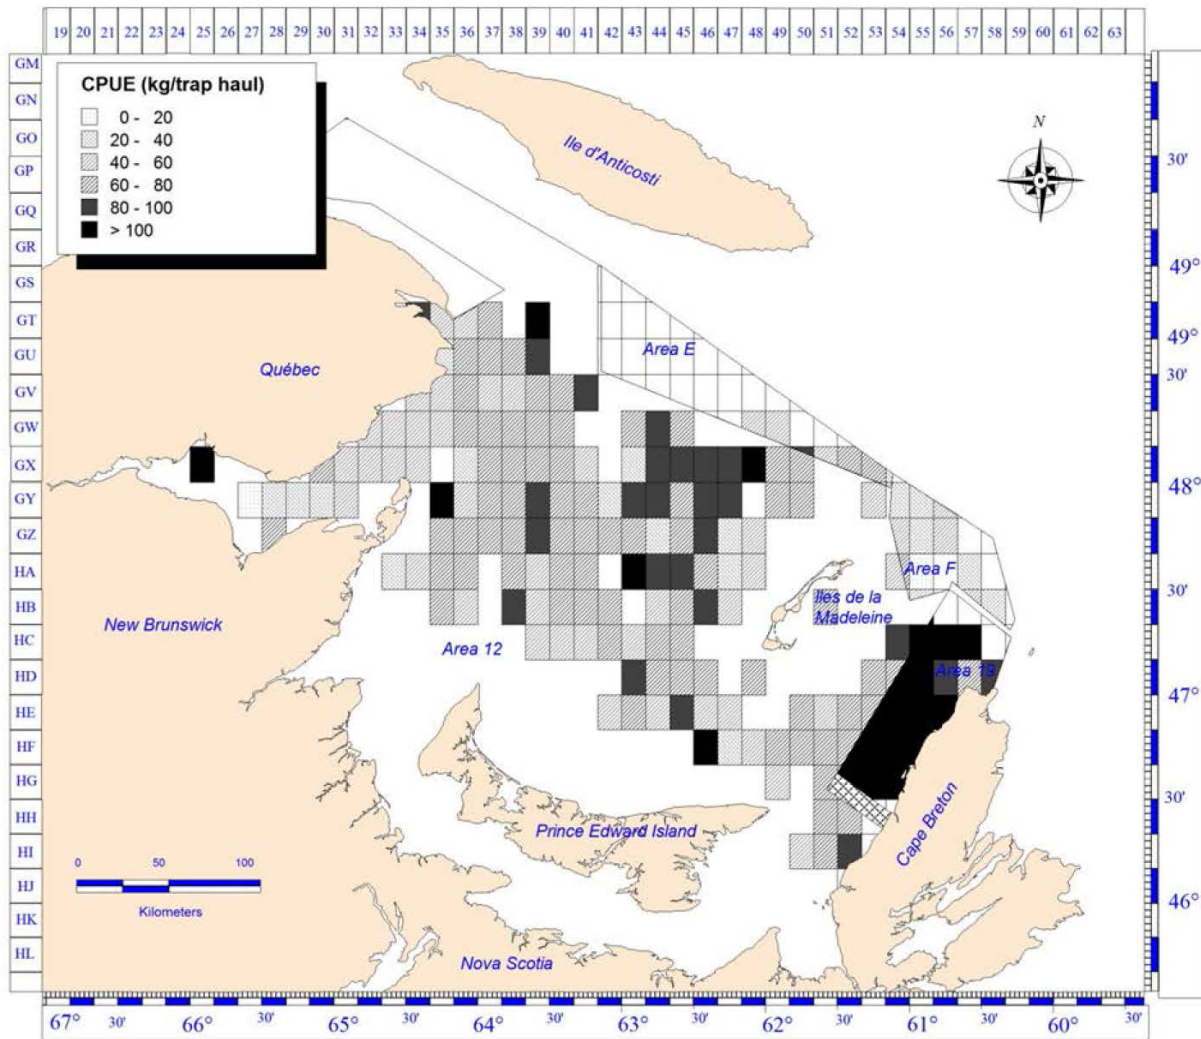 19 20 21 22 23 24 25 26 27 28 29 30 31 32 33 34 35 36 37 38 39 40 41 42 43 44 45 46 47 48 49 50 51 52 53 54 55 56 57 58 59 60 61 62 63
GM
GN
GO
GP
GQ
GR
GS
GT
GU
GV
GW
GX
GY
GZ
HA
HB
HC
HD
HE
HF
HG
HH
HI
HJ
HK
HL
CPUE (kg/trap haul)
0 - 20
20 - 40
40 - 60
60 - 80
80 - 100
> 100
N
Ile d'Anticosti
Area E
Québec
Area F
Iles de la
Madeleine
New Brunswick
Area 12
Area 19
Prince Edward Island
Cape Breton
Nova Scotia
0 50 100
Kilometers
30'
49°
49°
30'
48°
30'
47°
30'
46°
67° 30' 66° 30' 65° 30' 64° 30' 63° 30' 62° 30' 61° 30' 60° 30'